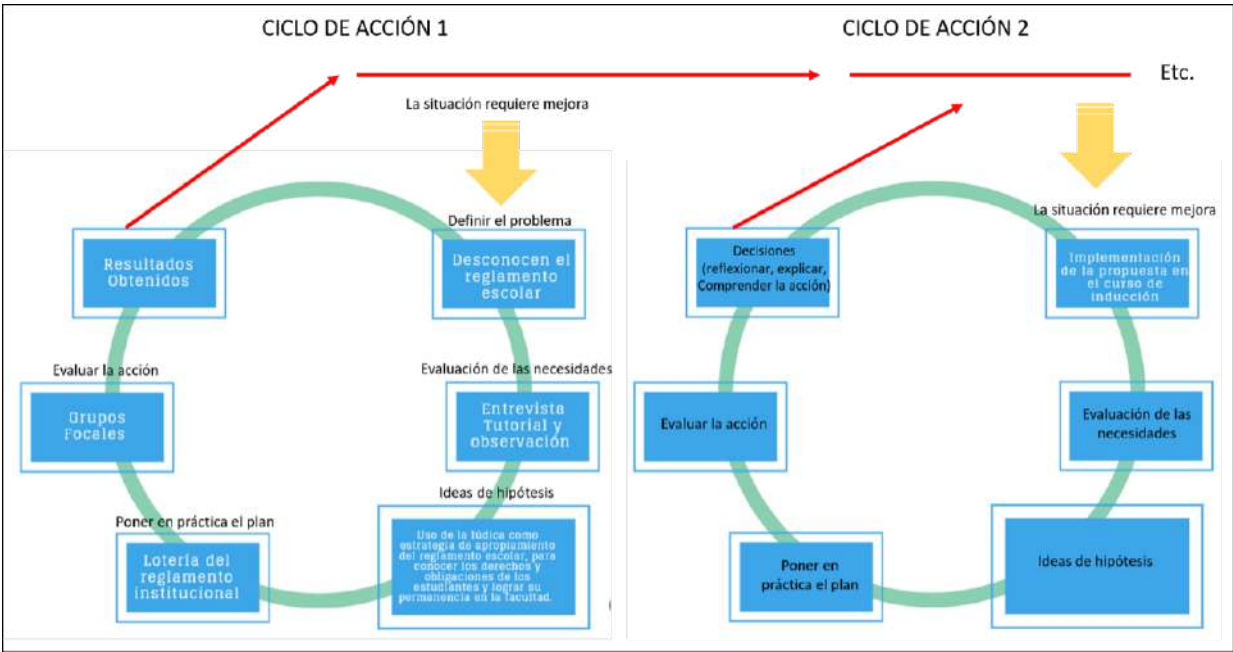 CICLO DE ACCIÓN 1
La situación requiere mejora
Definir el problema
Desconocen el
reglamento
escolar
Evaluación de las necesidades
Entrevista
Tutorial y
observación
Ideas de hipótesis
Uso de la lúdica como
estrategia de apropiamiento
del reglamento escolar, para
conocer los derechos y
obligaciones de los
estudiantes y lograr su
permanencia en la facultad.
Poner en práctica el plan
Lotería del
reglamento
institucional
Evaluar la acción
Grupos
Focales
Resultados
Obtenidos
CICLO DE ACCIÓN 2
Etc.
La situación requiere mejora
Implementación
de la propuesta en
el curso de
inducción
Evaluación de las
necesidades
Ideas de hipótesis
Poner en
práctica el plan
Evaluar la acción
Decisiones
(reflexionar, explicar,
Comprender la acción)